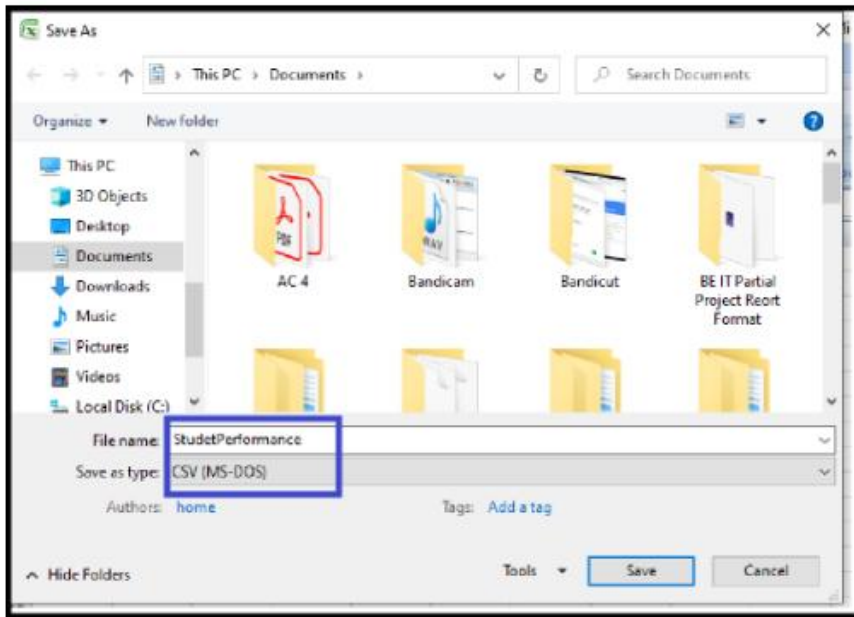 Save As
This PC > Documents >
Search Documents
Organize
New folder
This PC
3D Objects
Desktop
Documents
Downloads
Music
Pictures
Videos
Local Disk (C:)
PDF
WAV
AC 4
Bandicam
Bandicut
BE IT Partial
Project Reort
Format
File name:
StudetPerformance
Save as type:
CSV (MS-DOS)
Authors:
home
Tags:
Add a tag
Hide Folders
Tools
Save
Cancel